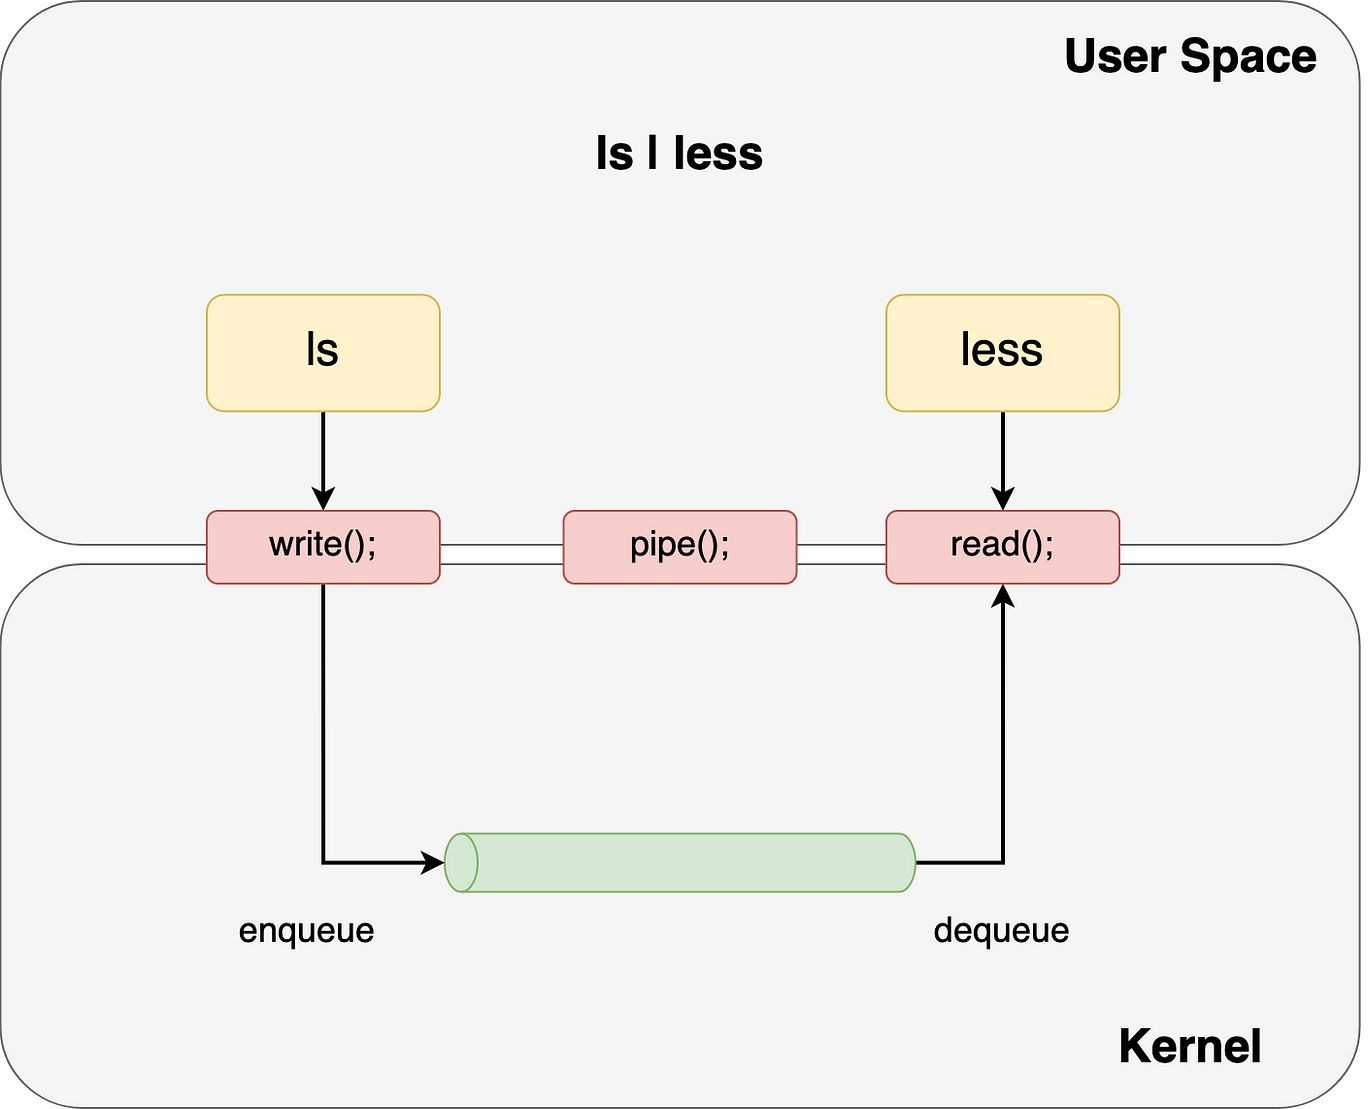 User Space
ls | less
ls
less
write();
pipe();
read();
enqueue
dequeue
Kernel